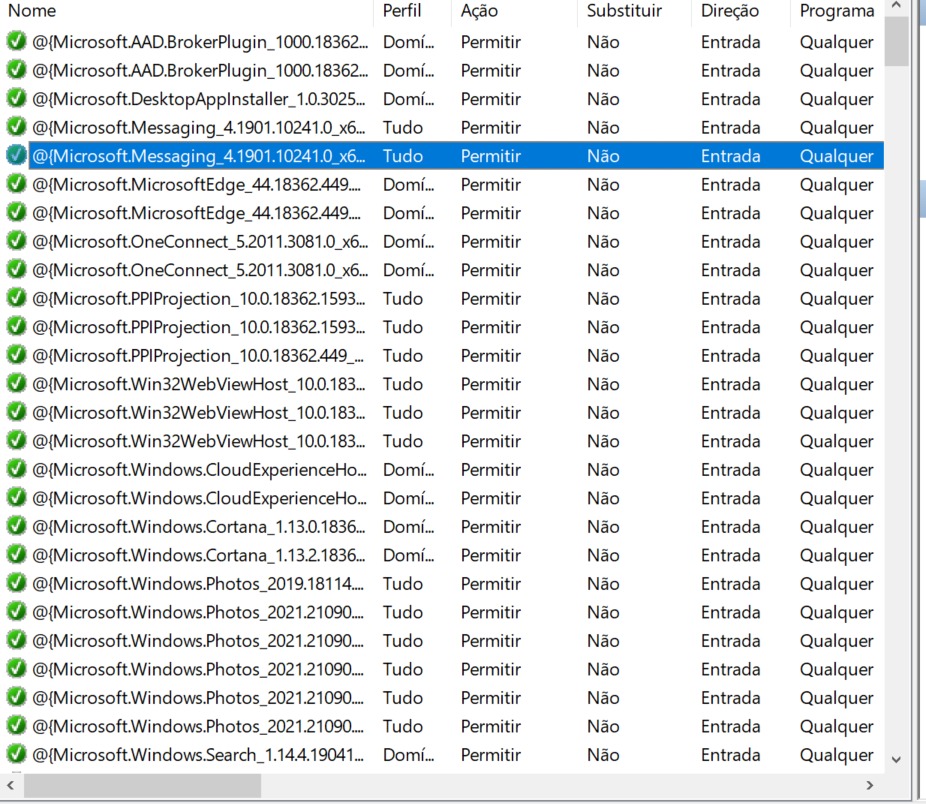 Nome Perfil Ação Substituir Direção Programa
@{Microsoft.AAD.BrokerPlugin_1000.18362... Domí... Permitir Não Entrada Qualquer
@{Microsoft.AAD.BrokerPlugin_1000.18362... Domí... Permitir Não Entrada Qualquer
@{Microsoft.DesktopAppInstaller_1.0.3025... Domí... Permitir Não Entrada Qualquer
@{Microsoft.Messaging_4.1901.10241.0_x6... Tudo Permitir Não Entrada Qualquer
@{Microsoft.Messaging_4.1901.10241.0_x6... Tudo Permitir Não Entrada Qualquer
@{Microsoft.MicrosoftEdge_44.18362.449.... Domí... Permitir Não Entrada Qualquer
@{Microsoft.MicrosoftEdge_44.18362.449.... Domí... Permitir Não Entrada Qualquer
@{Microsoft.OneConnect_5.2011.3081.0_x6... Domí... Permitir Não Entrada Qualquer
@{Microsoft.OneConnect_5.2011.3081.0_x6... Domí... Permitir Não Entrada Qualquer
@{Microsoft.PPIProjection_10.0.18362.1593... Tudo Permitir Não Entrada Qualquer
@{Microsoft.PPIProjection_10.0.18362.1593... Tudo Permitir Não Entrada Qualquer
@{Microsoft.PPIProjection_10.0.18362.449_... Tudo Permitir Não Entrada Qualquer
@{Microsoft.Win32WebViewHost_10.0.183... Tudo Permitir Não Entrada Qualquer
@{Microsoft.Win32WebViewHost_10.0.183... Tudo Permitir Não Entrada Qualquer
@{Microsoft.Win32WebViewHost_10.0.183... Tudo Permitir Não Entrada Qualquer
@{Microsoft.Windows.CloudExperienceHo... Domí... Permitir Não Entrada Qualquer
@{Microsoft.Windows.CloudExperienceHo... Domí... Permitir Não Entrada Qualquer
@{Microsoft.Windows.Cortana_1.13.0.1836... Domí... Permitir Não Entrada Qualquer
@{Microsoft.Windows.Cortana_1.13.2.1836... Domí... Permitir Não Entrada Qualquer
@{Microsoft.Windows.Photos_2019.18114.... Tudo Permitir Não Entrada Qualquer
@{Microsoft.Windows.Photos_2021.21090.... Tudo Permitir Não Entrada Qualquer
@{Microsoft.Windows.Photos_2021.21090.... Tudo Permitir Não Entrada Qualquer
@{Microsoft.Windows.Photos_2021.21090.... Tudo Permitir Não Entrada Qualquer
@{Microsoft.Windows.Photos_2021.21090.... Tudo Permitir Não Entrada Qualquer
@{Microsoft.Windows.Photos_2021.21090.... Tudo Permitir Não Entrada Qualquer
@{Microsoft.Windows.Search_1.14.4.19041... Domí... Permitir Não Entrada Qualquer